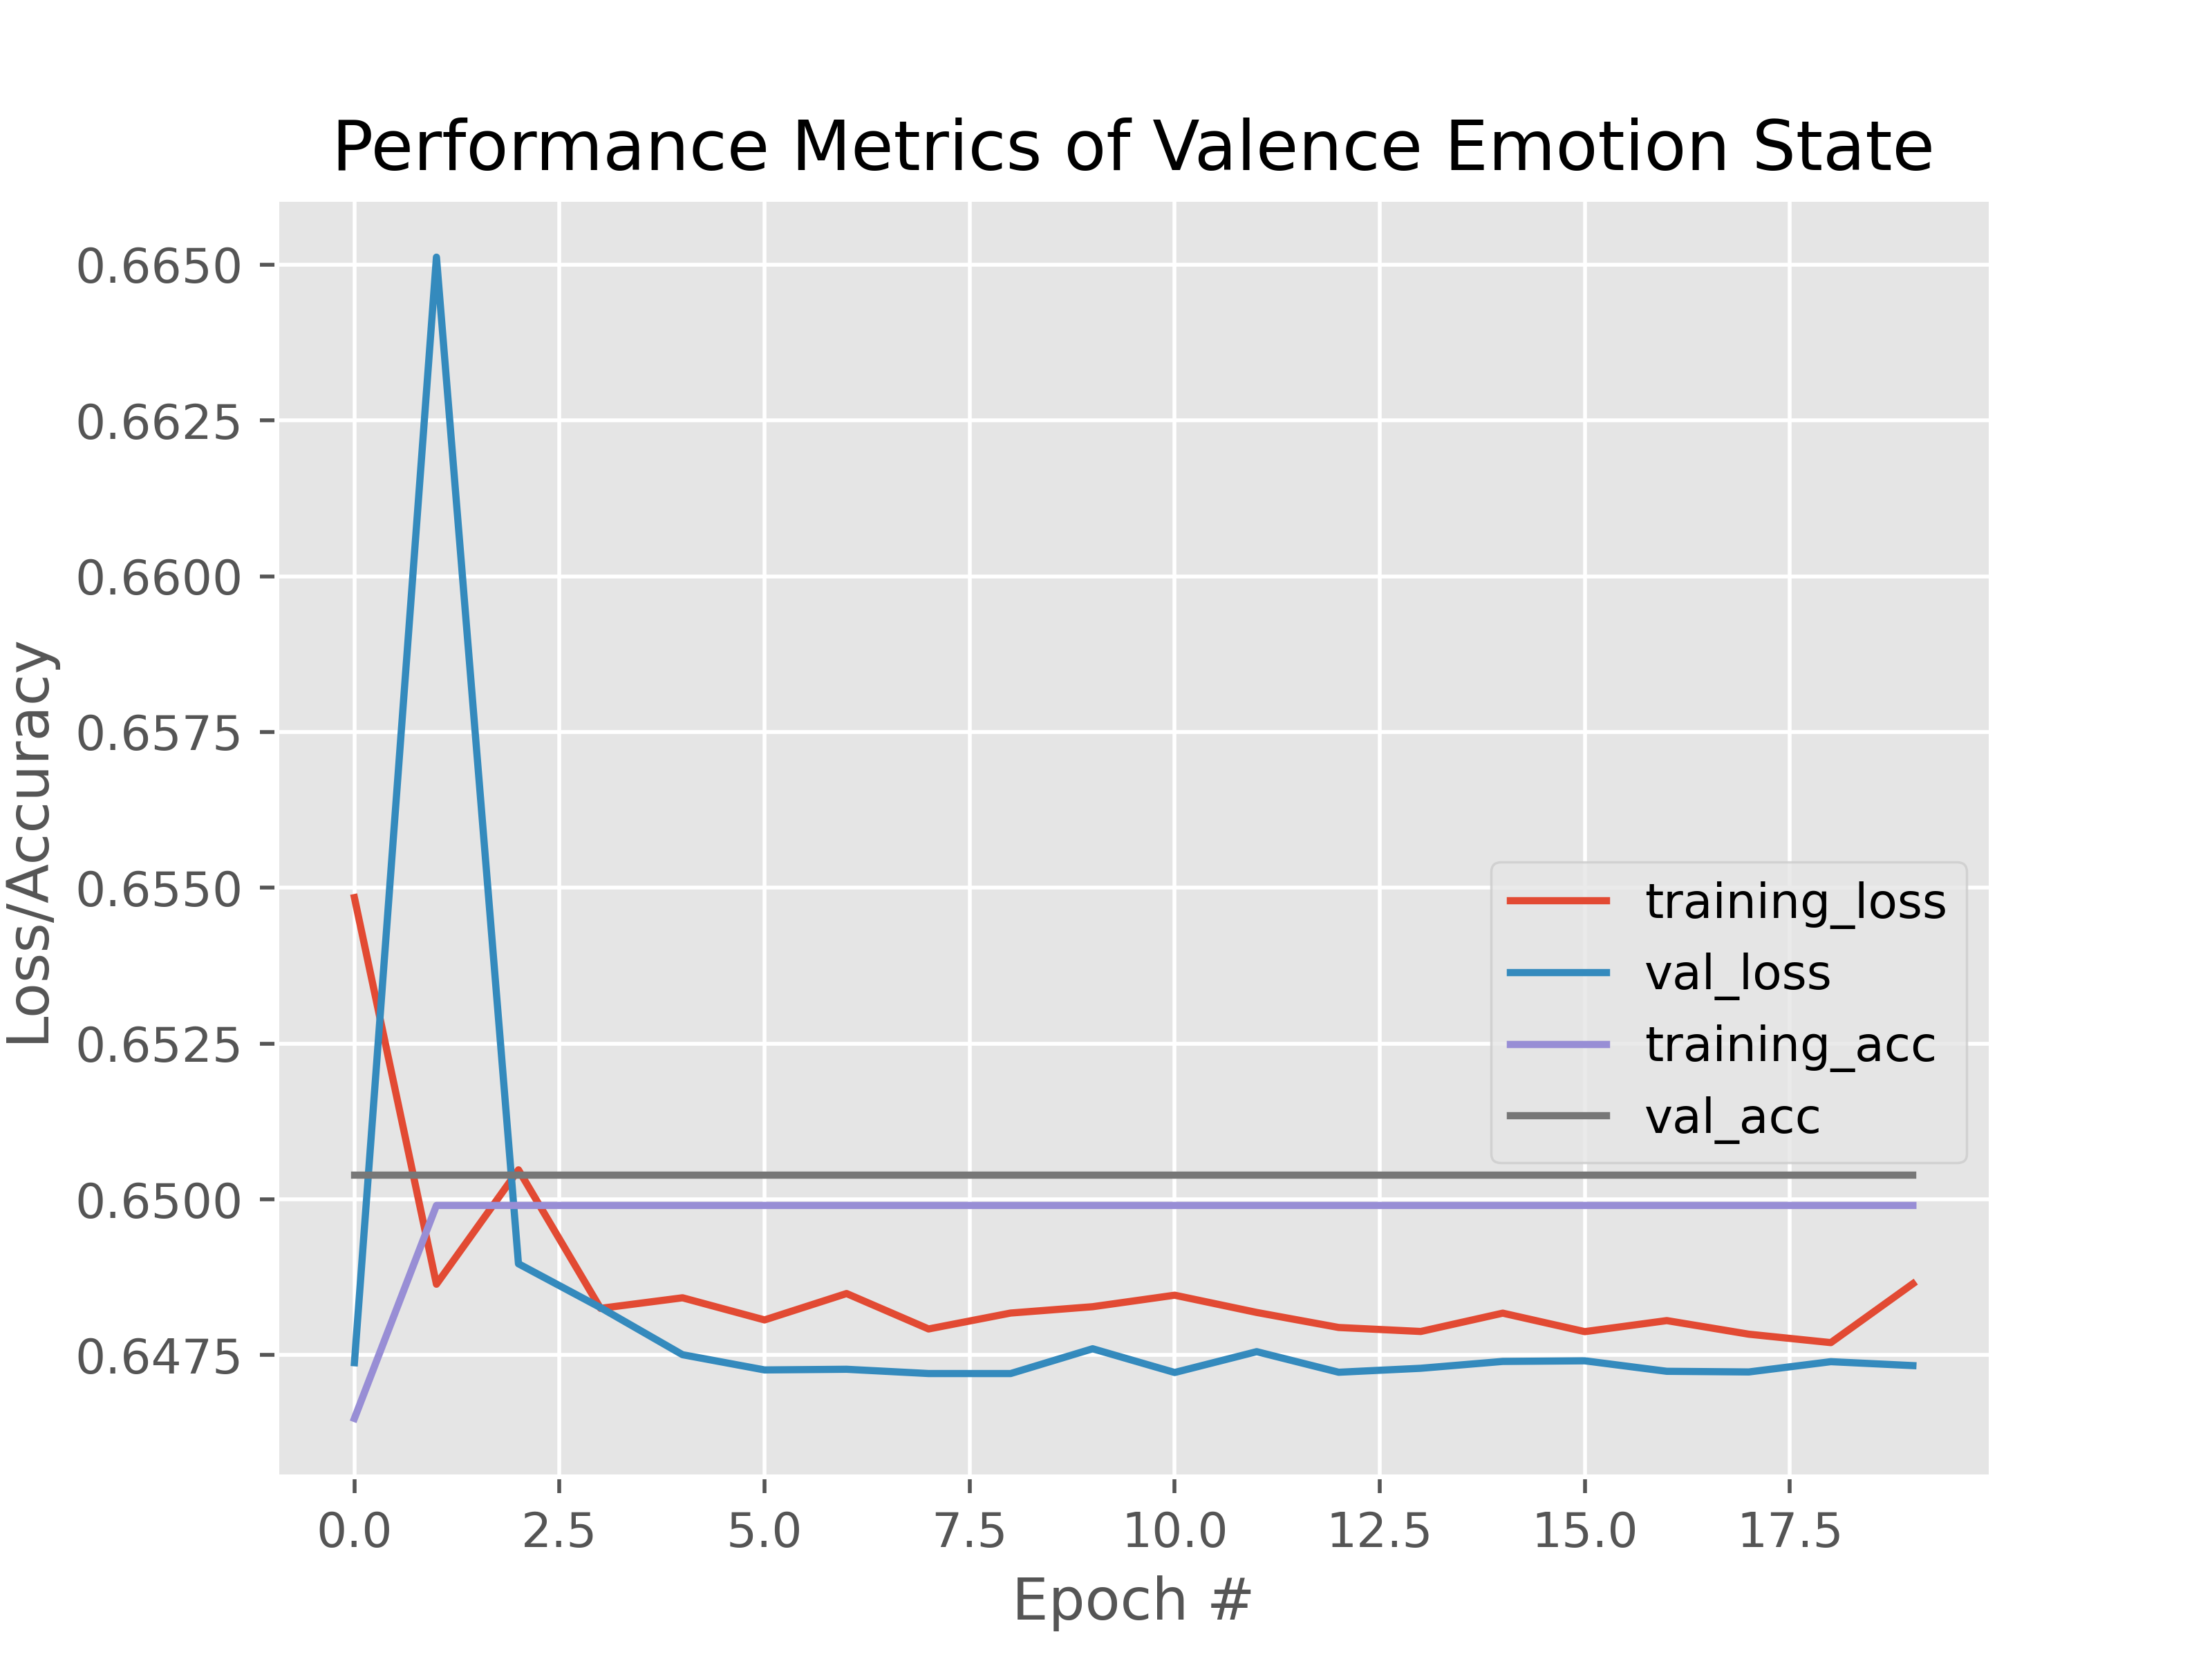 Performance Metrics of Valence Emotion State
Loss/Accuracy
0.6650
0.6625
0.6600
0.6575
0.6550
0.6525
0.6500
0.6475
training_loss
val_loss
training_acc
val_acc
0.0 2.5 5.0 7.5 10.0 12.5 15.0 17.5
Epoch #